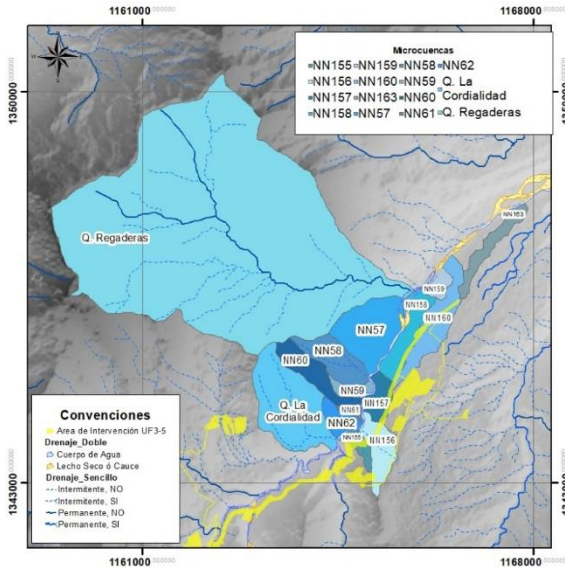 1161000
1168000
1350000
1350000
Microcuencas
NN155 NN159 NN58 NN62
NN156 NN160 NN59 Q. La Cordialidad
NN157 NN163 NN60
NN158 NN57 NN61 Q. Regaderas
NN163
Q. Regaderas
NN159
NN158
NN57
NN160
NN58
NN60
NN59
Q. La
Cordialidad
NN157
NN61
NN62
NN155
NN156
Convenciones
Area de Intervención UF3-5
Drenaje_Doble
Cuerpo de Agua
Lecho Seco ó Cauce
Drenaje_Sencillo
Intermitente, NO
Intermitente, SI
Permanente, NO
Permanente, SI
1343000
1343000
1161000
1168000